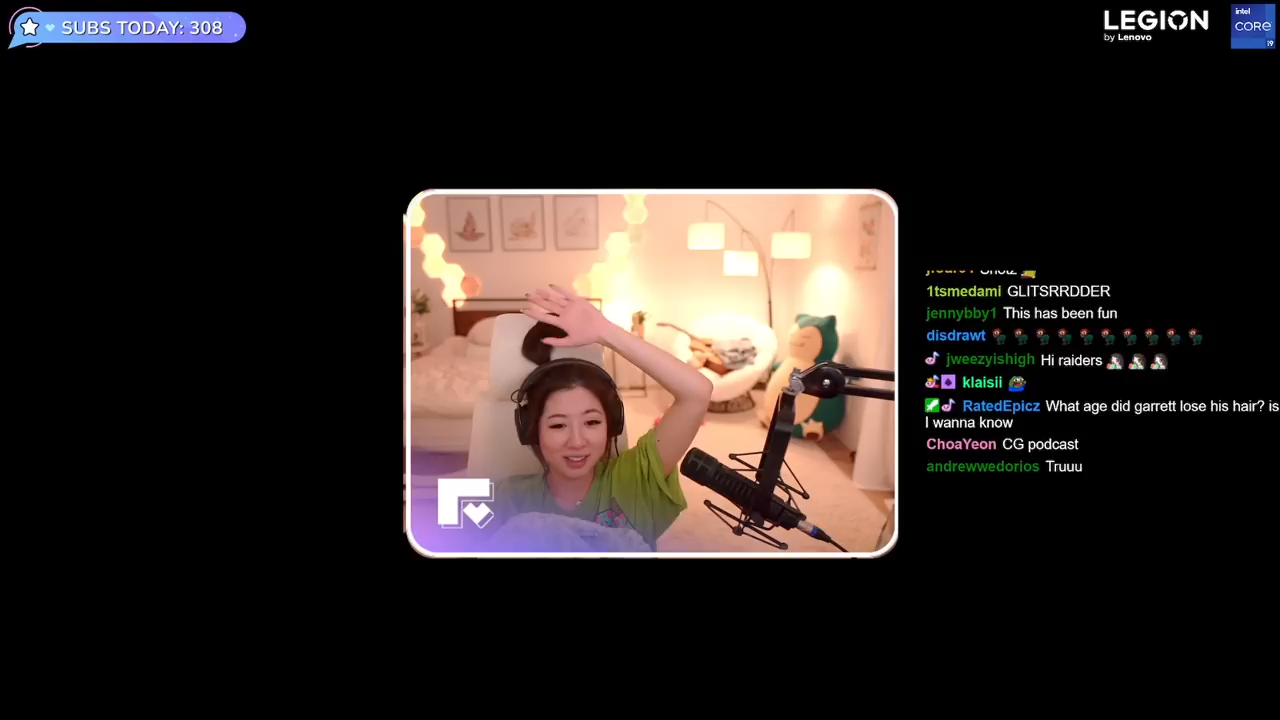 SUBS TODAY: 308
LEGION
by Lenovo
intel
CORE
i9
1tsmedami GLITSRRDDER
jennybby1 This has been fun
disdrawt
jweezyishigh Hi raiders
klaisii
RatedEpicz What age did garrett lose his hair? is
I wanna know
ChoaYeon CG podcast
andrewwedorios Truuu